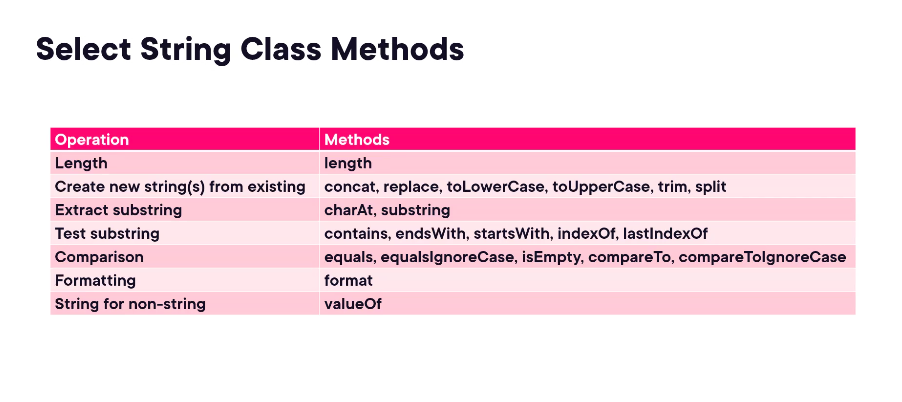 Select String Class Methods
Operation Methods
Length length
Create new string(s) from existing concat, replace, toLowerCase, toUpperCase, trim, split
Extract substring charAt, substring
Test substring contains, endsWith, startsWith, indexOf, lastIndexOf
Comparison equals, equalsIgnoreCase, isEmpty, compareTo, compareToIgnoreCase
Formatting format
String for non-string valueOf